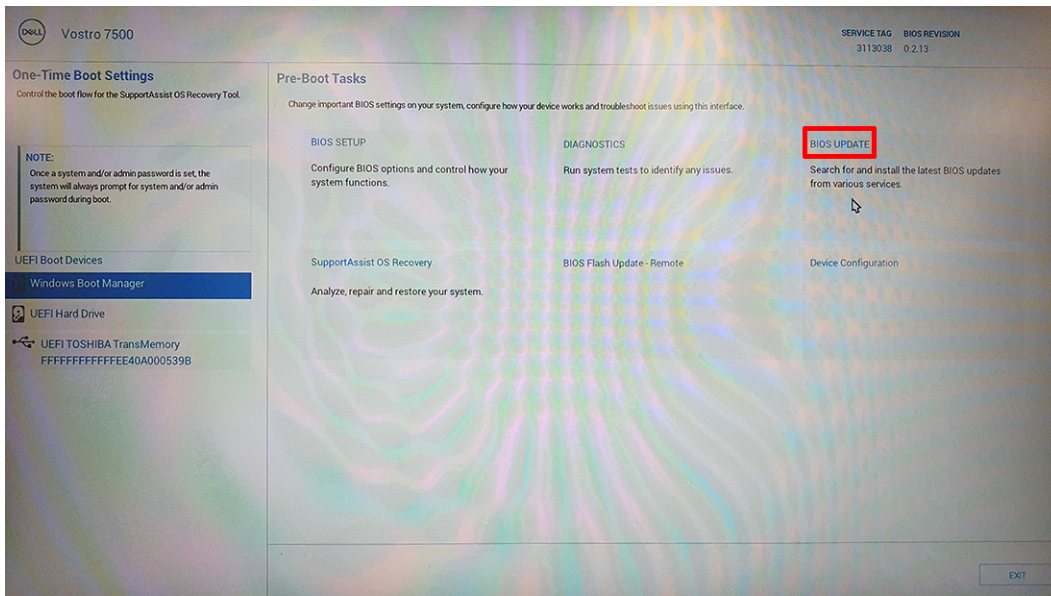 DELL
Vostro 7500
SERVICE TAG BIOS REVISION
3113038 0.2.13
One-Time Boot Settings
Control the boot flow for the SupportAssist OS Recovery Tool.
NOTE:
Once a system and/or admin password is set, the
system will always prompt for system and/or admin
password during boot.
UEFI Boot Devices
Windows Boot Manager
UEFI Hard Drive
UEFI TOSHIBA TransMemory
FFFFFFFFFFFFEE40A000539B
Pre-Boot Tasks
Change important BIOS settings on your system, configure how your device works and troubleshoot issues using this interface.
BIOS SETUP
Configure BIOS options and control how your
system functions.
DIAGNOSTICS
Run system tests to identify any issues.
BIOS UPDATE
Search for and install the latest BIOS updates
from various services.
SupportAssist OS Recovery
Analyze, repair and restore your system.
BIOS Flash Update - Remote
Device Configuration
EXIT